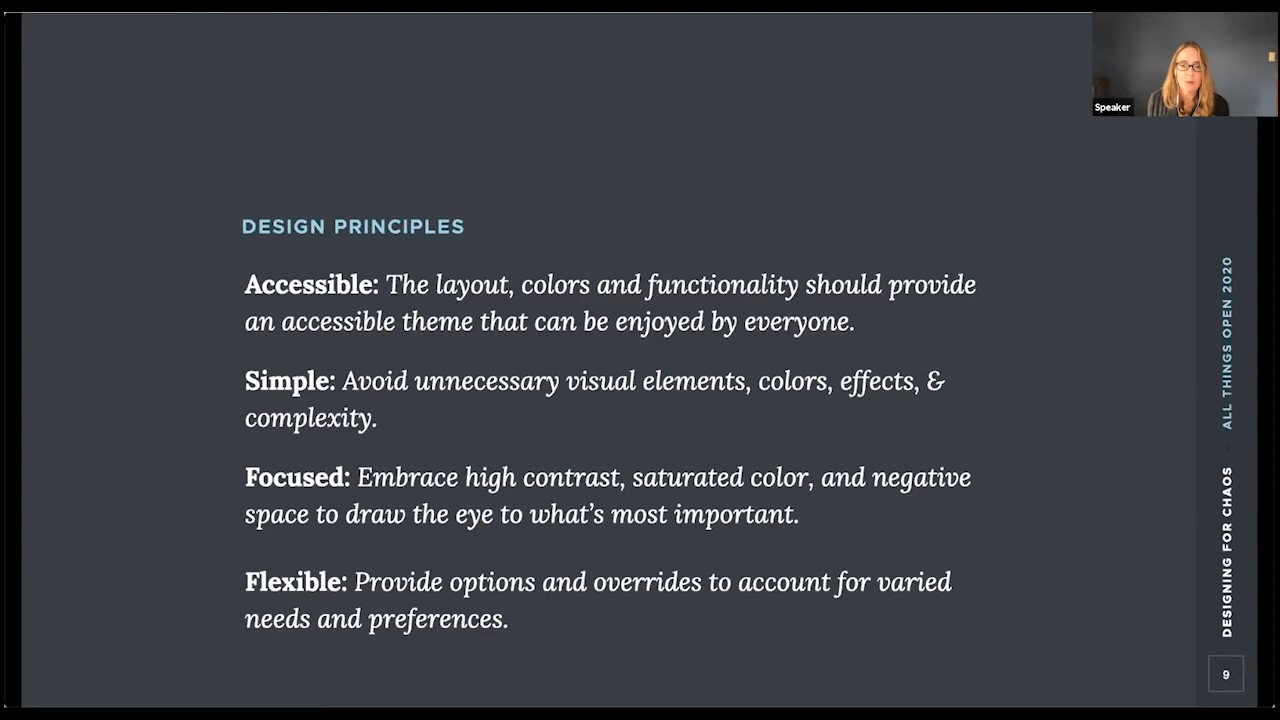 Speaker
DESIGN PRINCIPLES
Accessible: The layout, colors and functionality should provide
an accessible theme that can be enjoyed by everyone.
Simple: Avoid unnecessary visual elements, colors, effects, &
complexity.
Focused: Embrace high contrast, saturated color, and negative
space to draw the eye to what’s most important.
Flexible: Provide options and overrides to account for varied
needs and preferences.
DESIGNING FOR CHAOS · ALL THINGS OPEN 2020
9